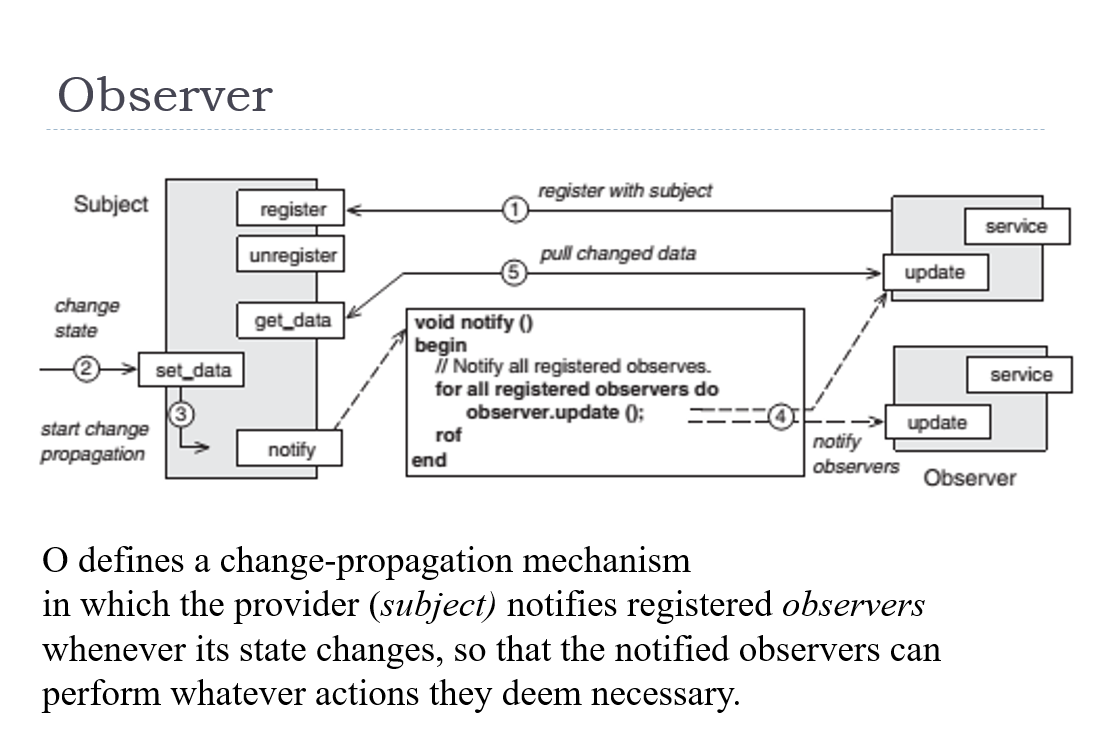 Observer
Subject
register
unregister
get_data
set_data
notify
change
state
start change
propagation
1
2
3
4
5
register with subject
pull changed data
void notify ()
begin
// Notify all registered observes.
for all registered observers do
observer.update ();
rof
end
notify
observers
service
update
service
update
Observer
O defines a change-propagation mechanism
in which the provider (subject) notifies registered observers
whenever its state changes, so that the notified observers can
perform whatever actions they deem necessary.